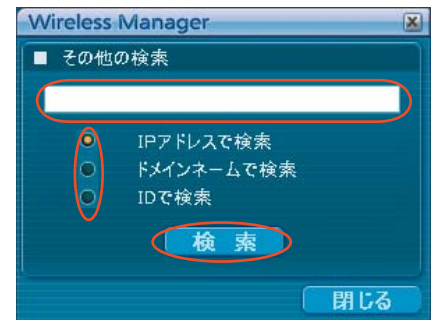 Wireless Manager
■ その他の検索
IPアドレスで検索
ドメインネームで検索
IDで検索
検 索
閉じる